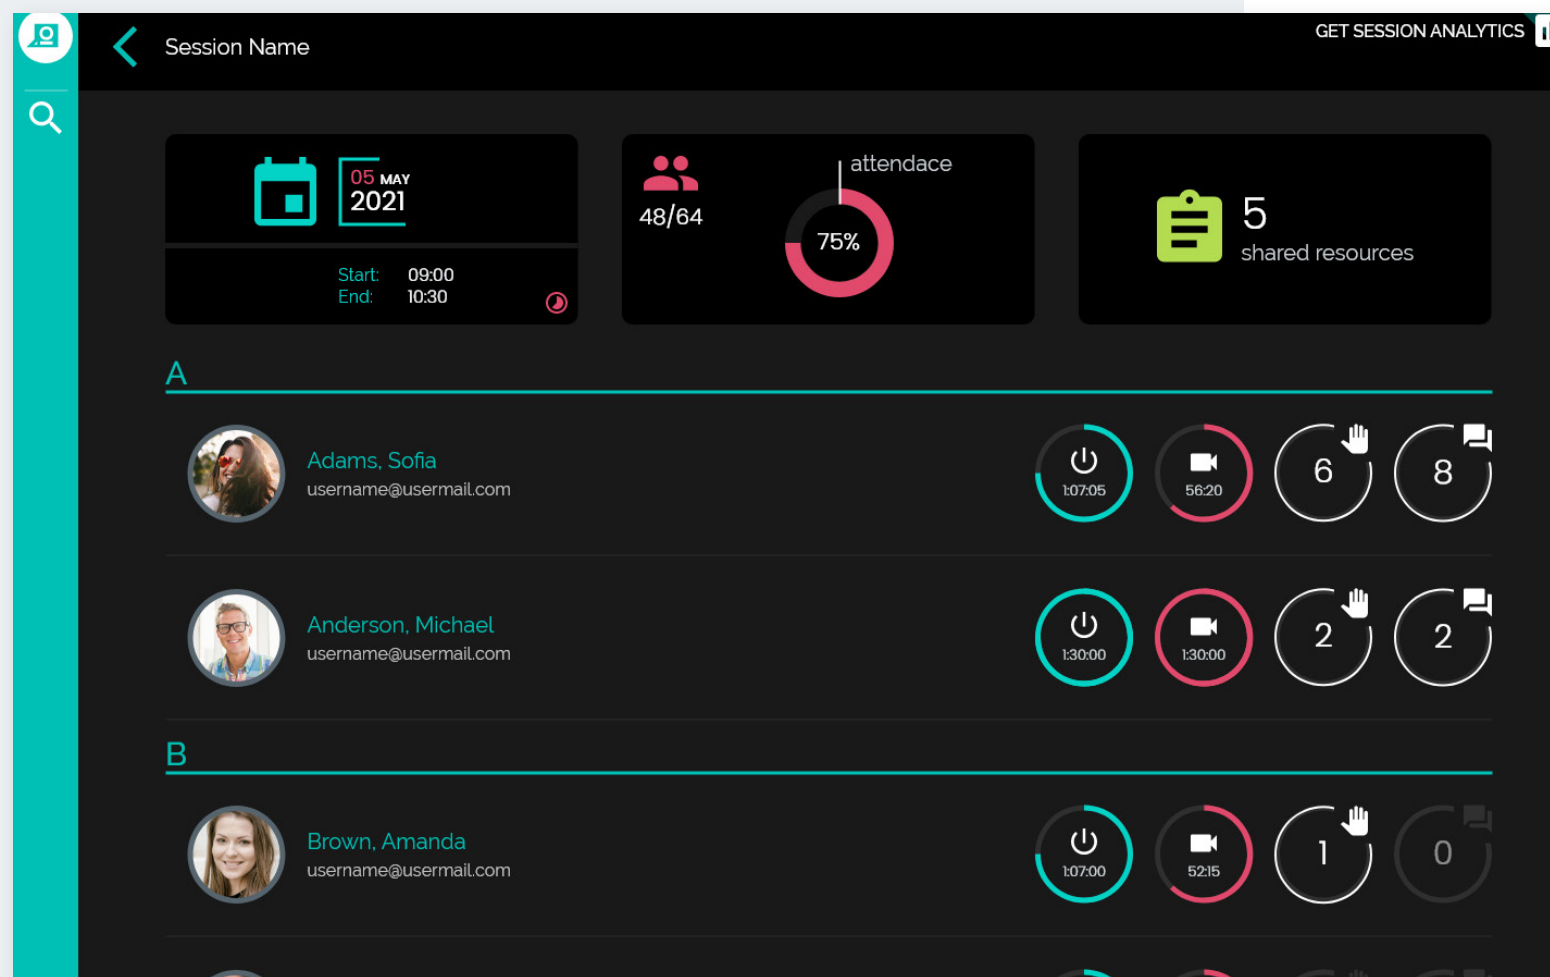 Session Name
GET SESSION ANALYTICS
05 MAY
2021
Start: 09:00
End: 10:30
48/64
attendace
75%
5
shared resources
A
Adams, Sofia
username@usermail.com
1:07:05
56:20
6
8
Anderson, Michael
username@usermail.com
1:30:00
1:30:00
2
2
B
Brown, Amanda
username@usermail.com
1:07:00
52:15
1
0